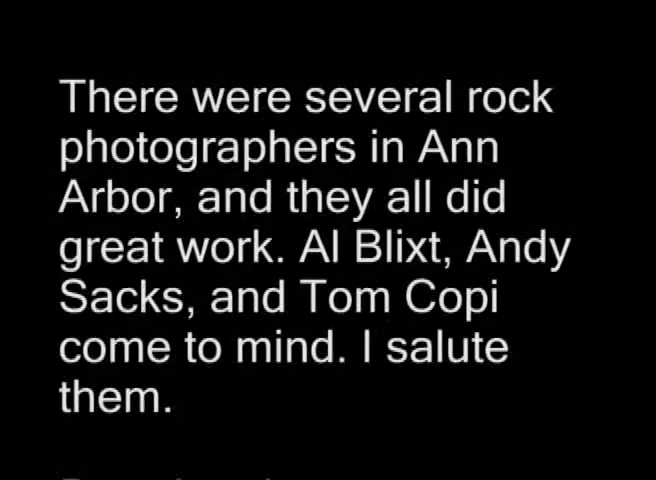 There were several rock
photographers in Ann
Arbor, and they all did
great work. Al Blixt, Andy
Sacks, and Tom Copi
come to mind. I salute
them.